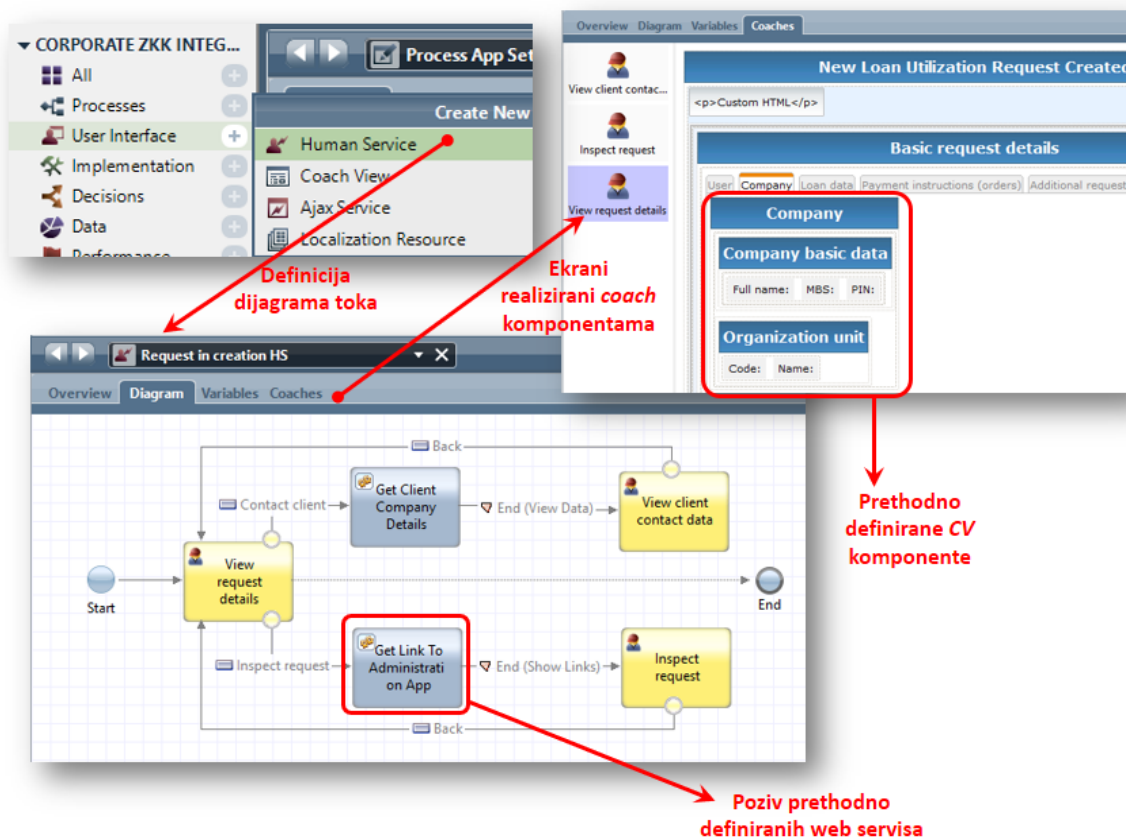 CORPORATE ZKK INTEG...
All
Processes
User Interface
Implementation
Decisions
Data
Process App Set
Create New
Human Service
Coach View
Ajax Service
Localization Resource
Definicija
dijagrama toka
Overview Diagram Variables Coaches
View client contac...
Inspect request
View request details
New Loan Utilization Request Created
<p>Custom HTML</p>
Basic request details
User Company Loan data Payment instructions (orders) Additional request
Company
Company basic data
Full name: MBS: PIN:
Organization unit
Code: Name:
Ekrani
realizirani coach
komponentama
Prethodno
definirane CV
komponente
Request in creation HS
Overview Diagram Variables Coaches
Back
Contact client
Get Client
Company
Details
End (View Data)
View client
contact data
Start
View
request
details
End
Inspect request
Get Link To
Administrati
on App
End (Show Links)
Inspect
request
Back
Poziv prethodno
definiranih web servisa